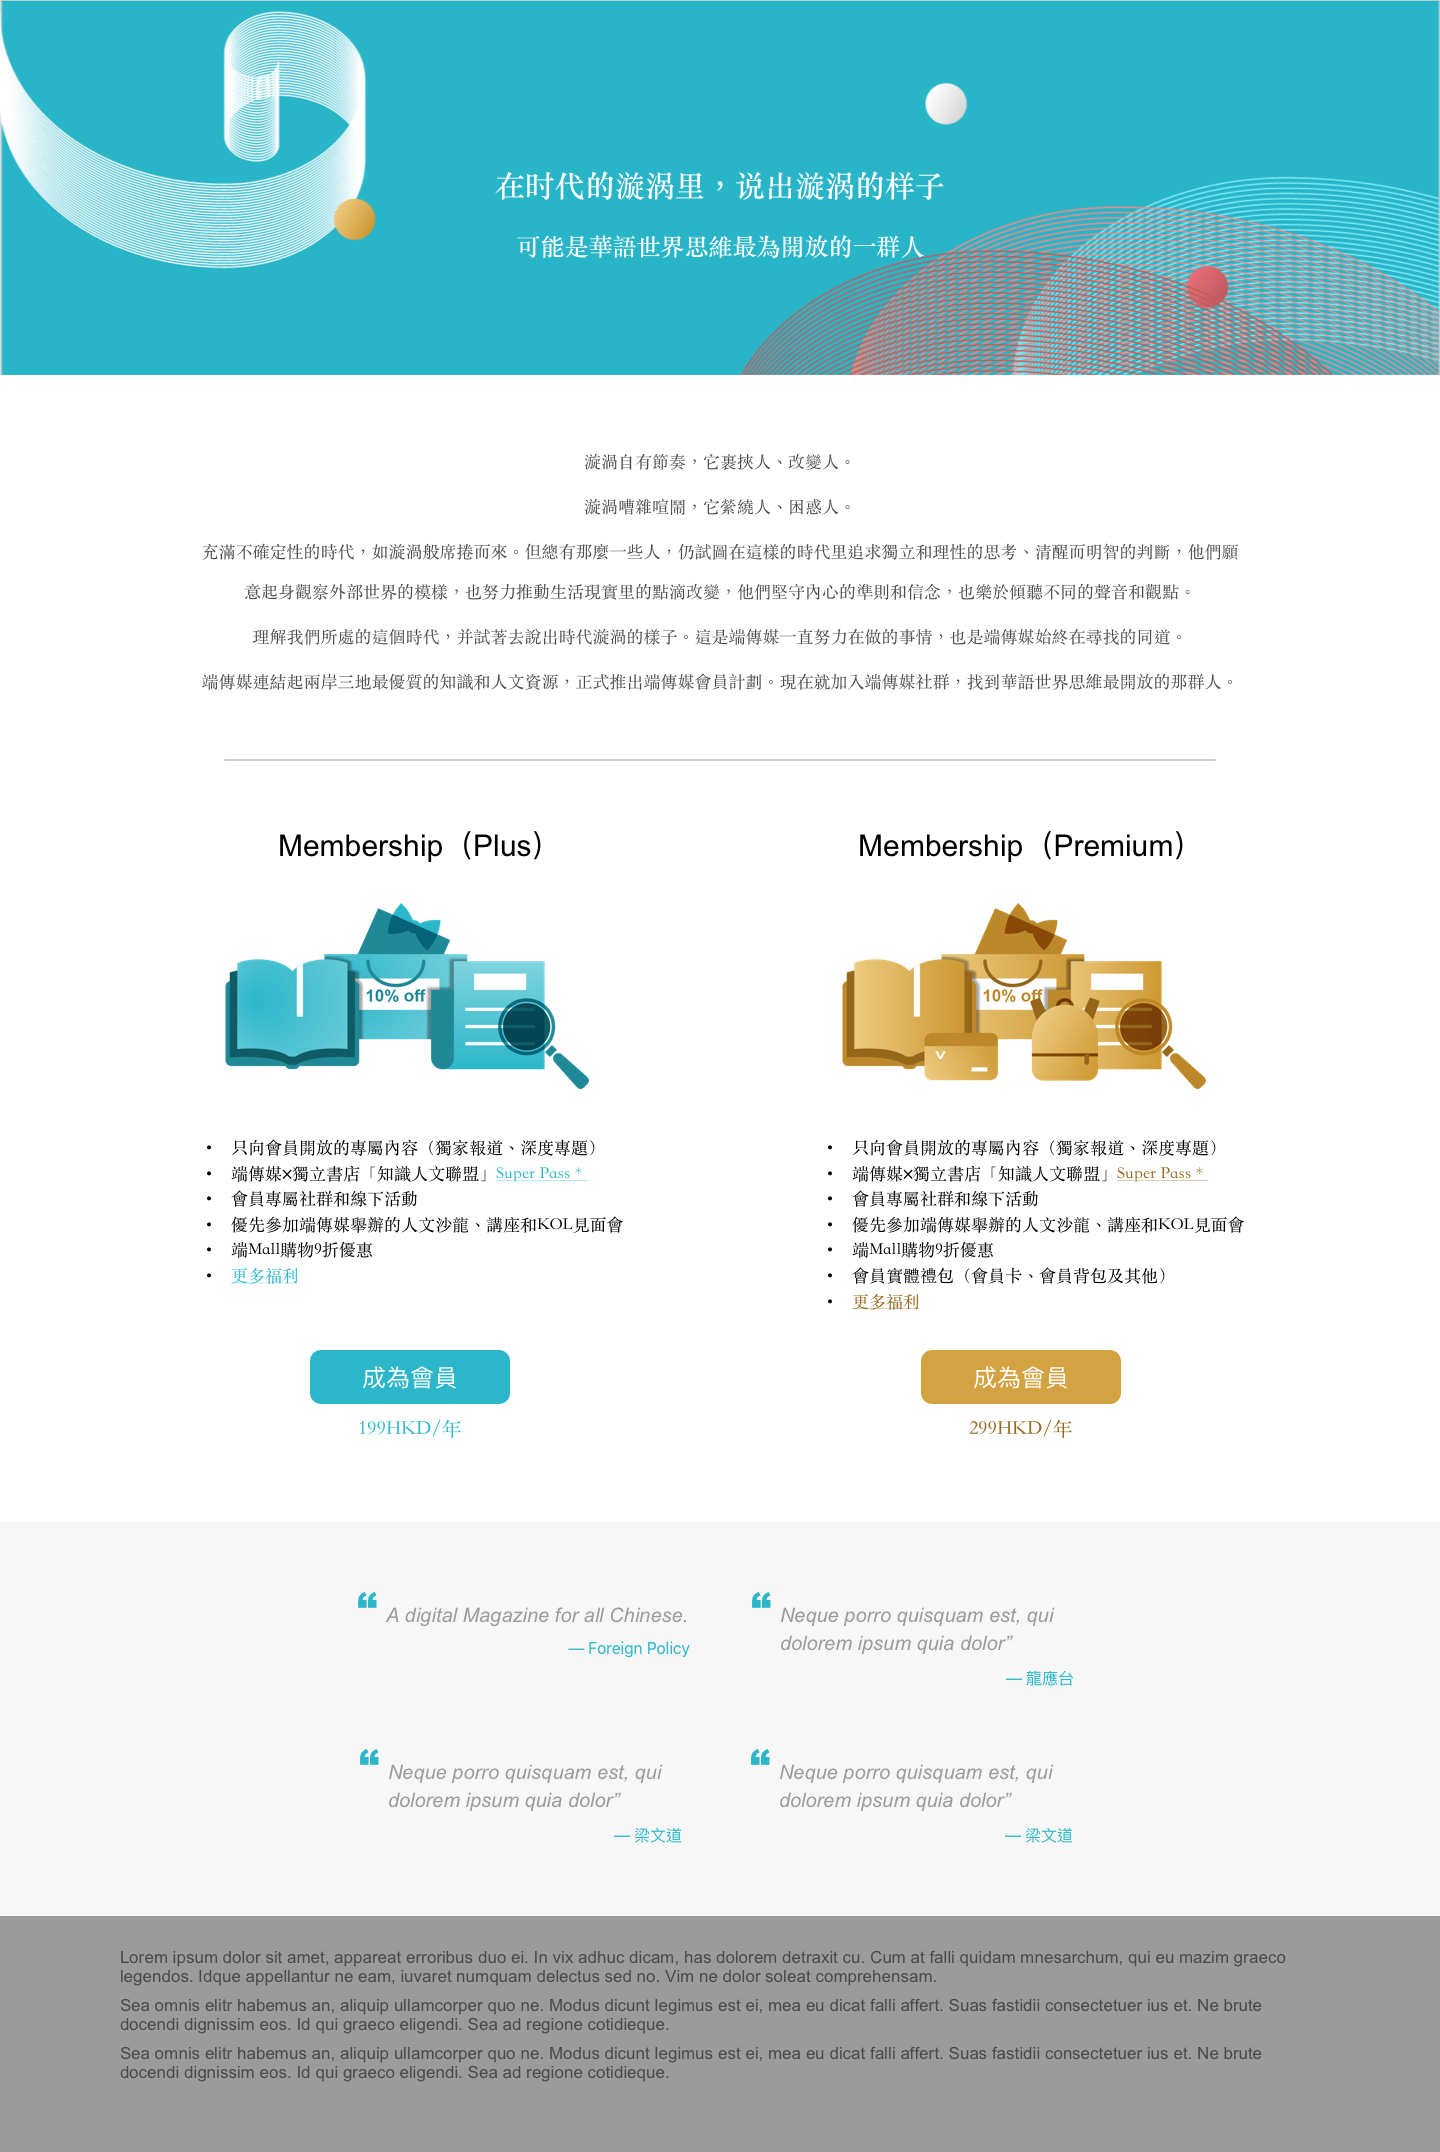 在时代的漩涡里，说出漩涡的样子
可能是華語世界思維最為開放的一群人
漩渦自有節奏，它裹挾人、改變人。
漩渦嘈雜喧鬧，它縈繞人、困惑人。
充滿不確定性的時代，如漩渦般席捲而來。但總有那麼一些人，仍試圖在這樣的時代里追求獨立和理性的思考、清醒而明智的判斷，他們願
意起身觀察外部世界的模樣，也努力推動生活現實里的點滴改變，他們堅守內心的準則和信念，也樂於傾聽不同的聲音和觀點。
理解我們所處的這個時代，并試著去說出時代漩渦的樣子。這是端傳媒一直努力在做的事情，也是端傳媒始終在尋找的同道。
端傳媒連結起兩岸三地最優質的知識和人文資源，正式推出端傳媒會員計劃。現在就加入端傳媒社群，找到華語世界思維最開放的那群人。
Membership（Plus）
10% off
• 只向會員開放的專屬內容（獨家報道、深度專題）
• 端傳媒×獨立書店「知識人文聯盟」Super Pass *
• 會員專屬社群和線下活動
• 優先參加端傳媒舉辦的人文沙龍、講座和KOL見面會
• 端Mall購物9折優惠
• 更多福利
成為會員
199HKD/年
Membership（Premium）
10% off
• 只向會員開放的專屬內容（獨家報道、深度專題）
• 端傳媒×獨立書店「知識人文聯盟」Super Pass *
• 會員專屬社群和線下活動
• 優先參加端傳媒舉辦的人文沙龍、講座和KOL見面會
• 端Mall購物9折優惠
• 會員實體禮包（會員卡、會員背包及其他）
• 更多福利
成為會員
299HKD/年
“ A digital Magazine for all Chinese.
— Foreign Policy
“ Neque porro quisquam est, qui
dolorem ipsum quia dolor”
— 龍應台
“ Neque porro quisquam est, qui
dolorem ipsum quia dolor”
— 梁文道
“ Neque porro quisquam est, qui
dolorem ipsum quia dolor”
— 梁文道
Lorem ipsum dolor sit amet, appareat erroribus duo ei. In vix adhuc dicam, has dolorem detraxit cu. Cum at falli quidam mnesarchum, qui eu mazim graeco
legendos. Idque appellantur ne eam, iuvaret numquam delectus sed no. Vim ne dolor soleat comprehensam.
Sea omnis elitr habemus an, aliquip ullamcorper quo ne. Modus dicunt legimus est ei, mea eu dicat falli affert. Suas fastidii consectetuer ius et. Ne brute
docendi dignissim eos. Id qui graeco eligendi. Sea ad regione cotidieque.
Sea omnis elitr habemus an, aliquip ullamcorper quo ne. Modus dicunt legimus est ei, mea eu dicat falli affert. Suas fastidii consectetuer ius et. Ne brute
docendi dignissim eos. Id qui graeco eligendi. Sea ad regione cotidieque.